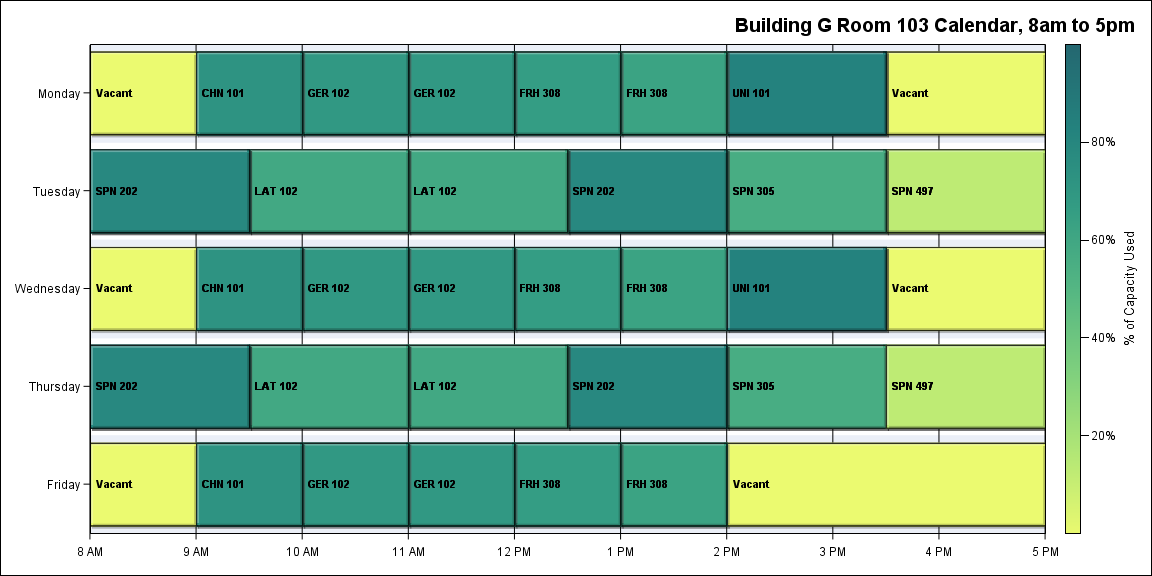 Building G Room 103 Calendar, 8am to 5pm
Monday
Vacant
CHN 101
GER 102
GER 102
FRH 308
FRH 308
UNI 101
Vacant
Tuesday
SPN 202
LAT 102
LAT 102
SPN 202
SPN 305
SPN 497
Wednesday
Vacant
CHN 101
GER 102
GER 102
FRH 308
FRH 308
UNI 101
Vacant
Thursday
SPN 202
LAT 102
LAT 102
SPN 202
SPN 305
SPN 497
Friday
Vacant
CHN 101
GER 102
GER 102
FRH 308
FRH 308
Vacant
8 AM
9 AM
10 AM
11 AM
12 PM
1 PM
2 PM
3 PM
4 PM
5 PM
80%
60%
40%
20%
% of Capacity Used